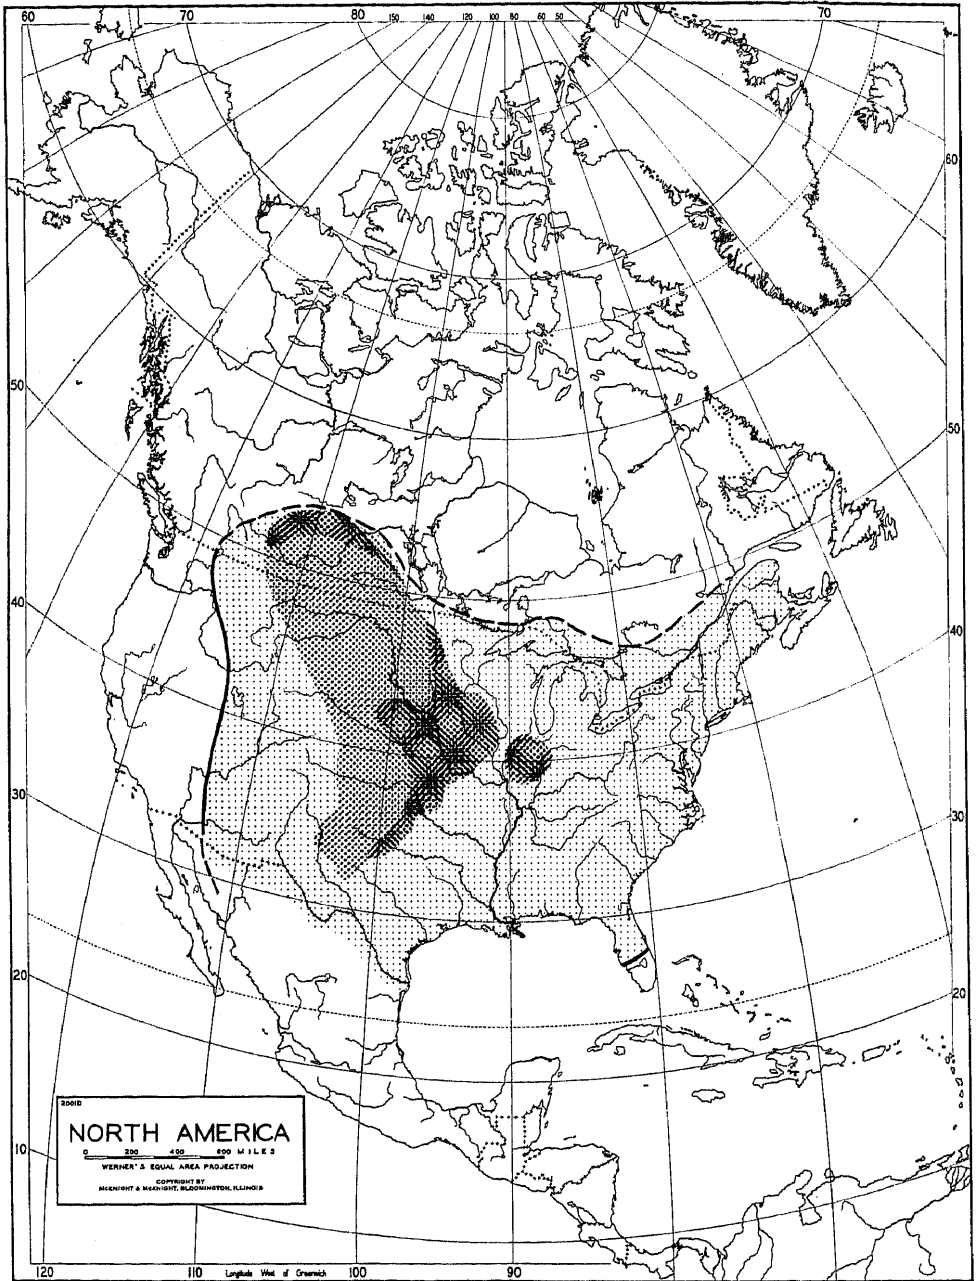 60 70 80 150 140 120 100 80 60 50 70
60
50 50
40 40
30 30
20 20
2001D
NORTH AMERICA
0 200 400 600 MILES
WERNER'S EQUAL AREA PROJECTION
COPYRIGHT BY
MCKNIGHT & MCKNIGHT, BLOOMINGTON, ILLINOIS
10
120 110 Longitude West of Greenwich 100 90